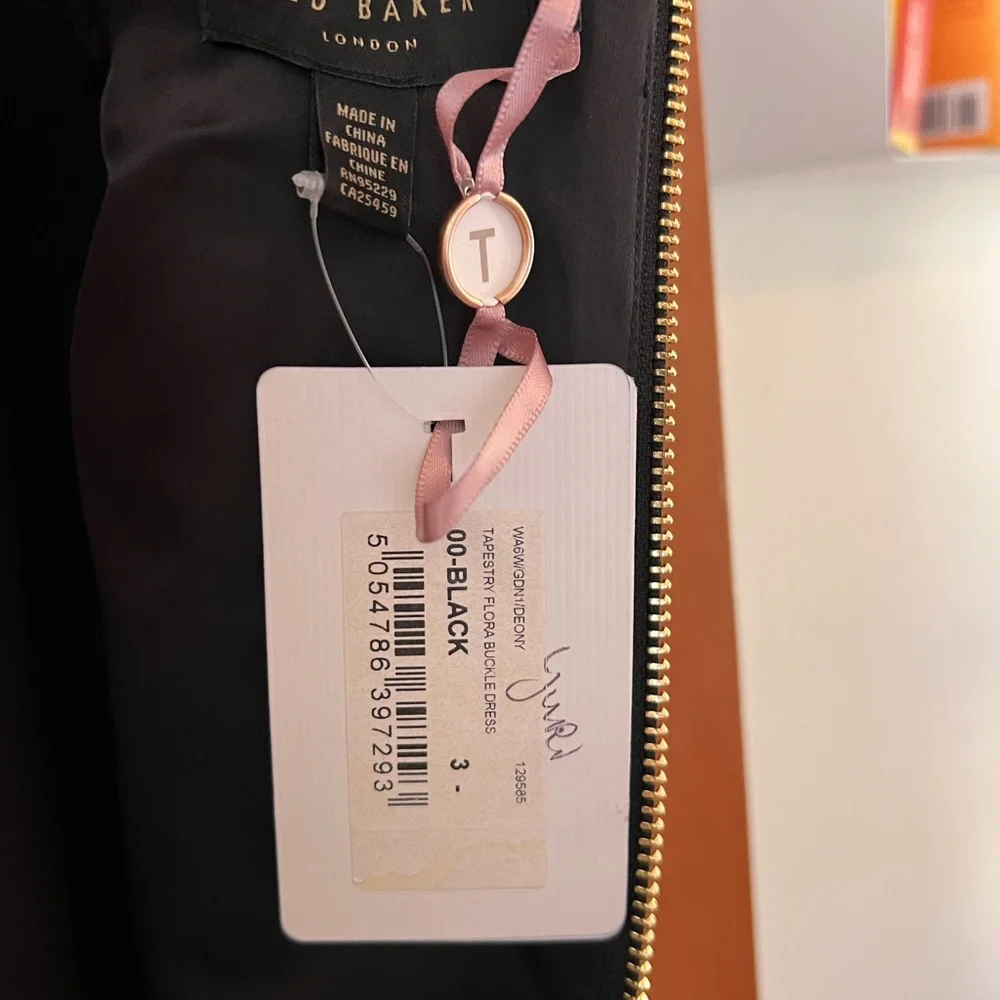 BAKER
LONDON
MADE IN
CHINA
FABRIQUE EN
CHINE
RN95229
CA25459
T
WA6W/GDN1/DEONY 129585
TAPESTRY FLORA BUCKLE DRESS
00-BLACK 3 -
5 054786 397293